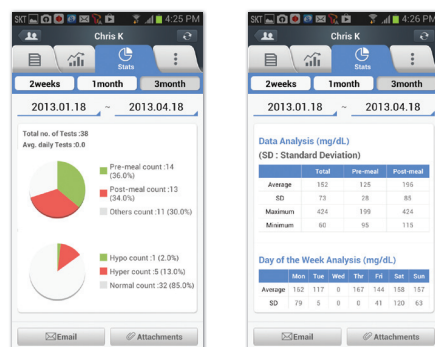 SKT 4:25 PM
Chris K
Stats
2weeks 1month 3month
2013.01.18 ~ 2013.04.18
Total no. of Tests :38
Avg. daily Tests :0.0
Pre-meal count :14
(36.0%)
Post-meal count :13
(34.0%)
Others count :11 (30.0%)
Hypo count :1 (2.0%)
Hyper count :5 (13.0%)
Normal count :32 (85.0%)
Email Attachments
SKT 4:26 PM
Chris K
Stats
2weeks 1month 3month
2013.01.18 ~ 2013.04.18
Data Analysis (mg/dL)
(SD : Standard Deviation)
Total Pre-meal Post-meal
Average 152 125 196
SD 73 28 85
Maximum 424 199 424
Minimum 60 95 115
Day of the Week Analysis (mg/dL)
Mon Tue Wed Thr Fri Sat Sun
Average 162 117 0 167 144 158 157
SD 79 5 0 0 41 120 63
Email Attachments